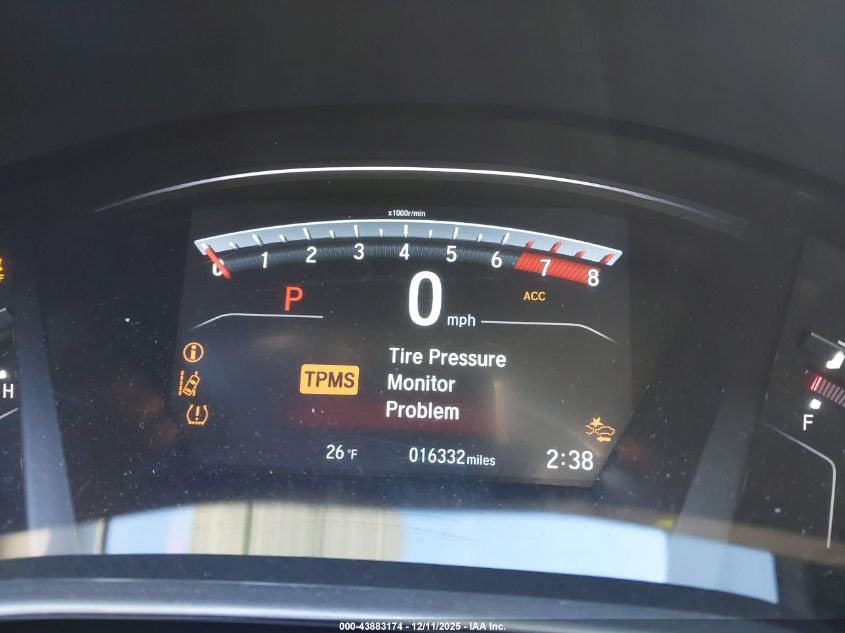 x1000r/min
0 1 2 3 4 5 6 7 8
P
0 mph
ACC
TPMS
Tire Pressure
Monitor
Problem
H
F
26°F
016332miles
2:38
000-43883174 - 12/11/2025 - IAA Inc.